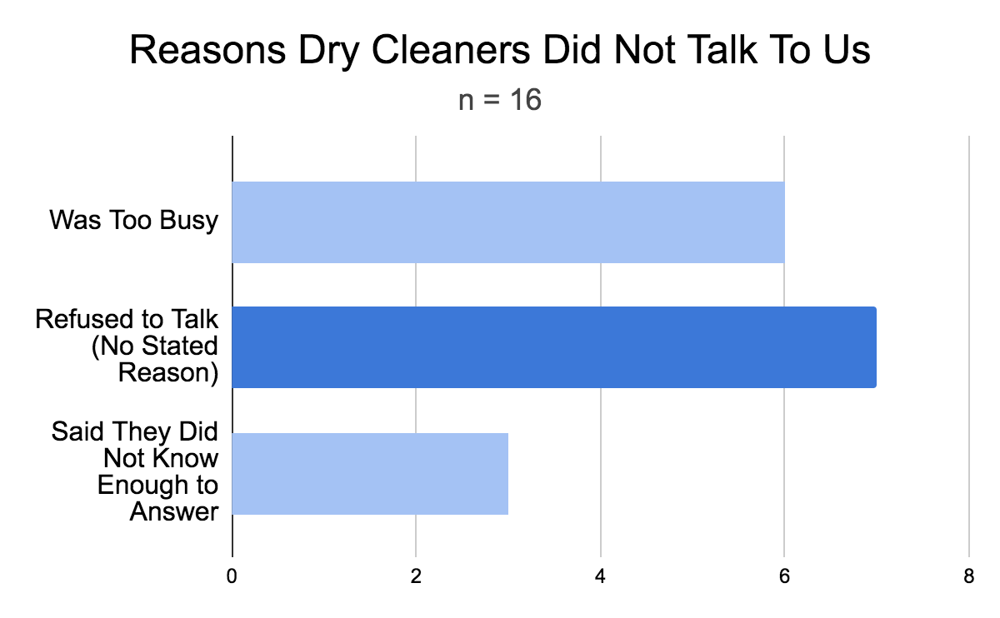 Reasons Dry Cleaners Did Not Talk To Us
n = 16
Was Too Busy
Refused to Talk
(No Stated
Reason)
Said They Did
Not Know
Enough to
Answer
0 2 4 6 8